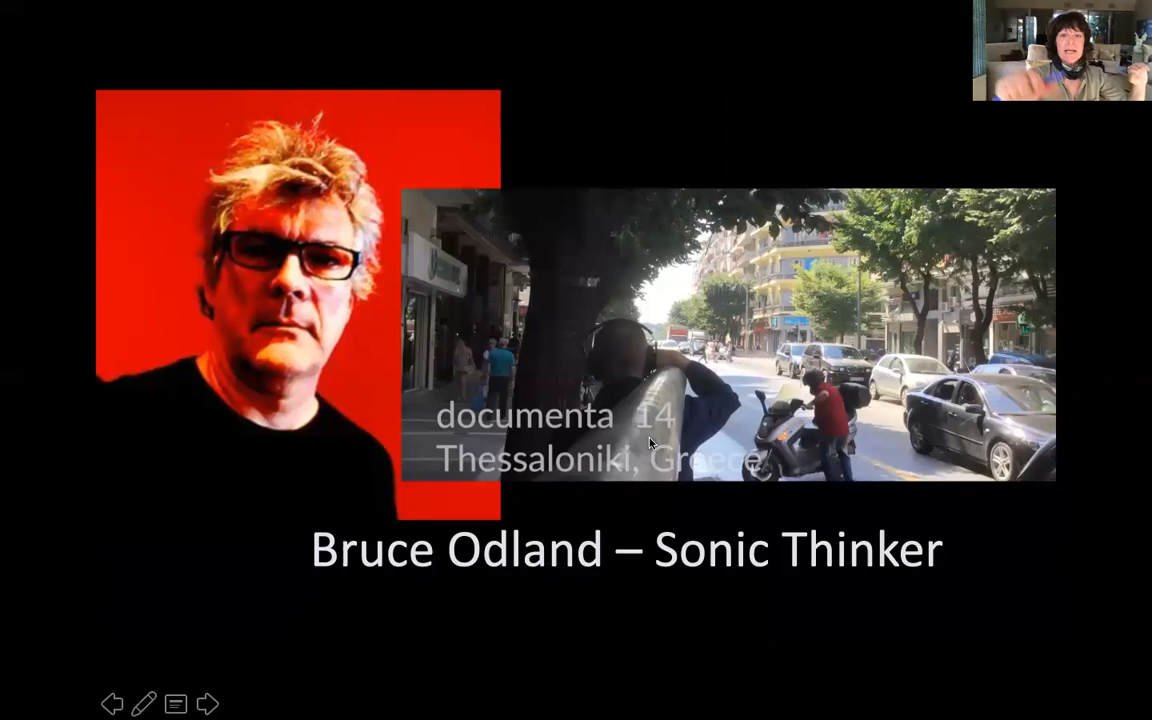 documenta 14
Thessaloniki, Greece
Bruce Odland – Sonic Thinker